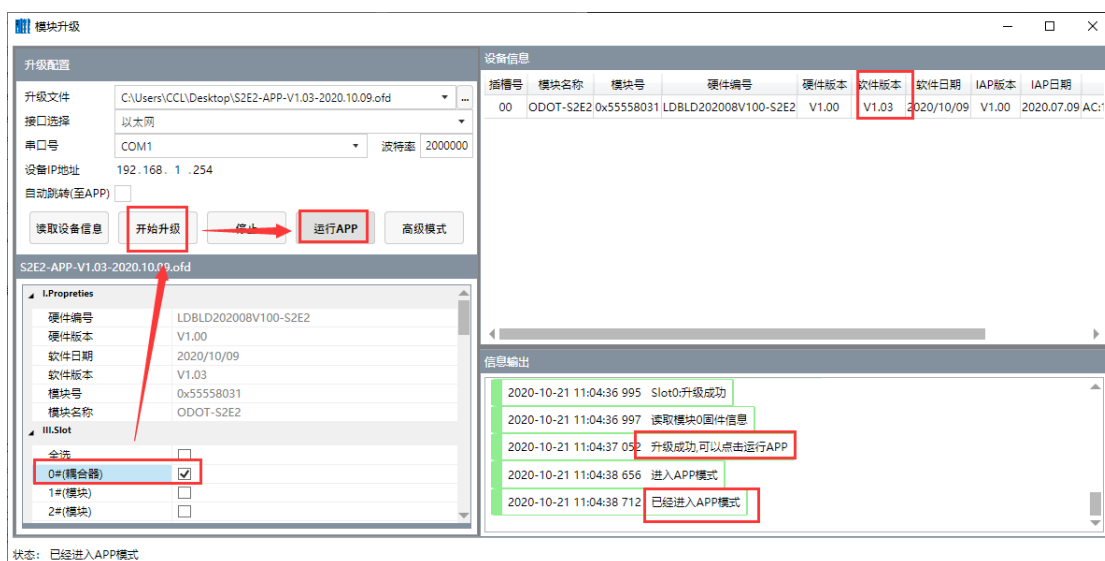 模块升级
升级配置
升级文件 C:\Users\CCL\Desktop\S2E2-APP-V1.03-2020.10.09.ofd ...
接口选择 以太网
串口号 COM1 波特率 2000000
设备IP地址 192.168. 1 .254
自动跳转(至APP)
读取设备信息 开始升级 停止 运行APP 高级模式
S2E2-APP-V1.03-2020.10.09.ofd
I.Propreties
硬件编号 LDBLD202008V100-S2E2
硬件版本 V1.00
软件日期 2020/10/09
软件版本 V1.03
模块号 0x55558031
模块名称 ODOT-S2E2
III.Slot
全选
0#(耦合器)
1#(模块)
2#(模块)
设备信息
插槽号 模块名称 模块号 硬件编号 硬件版本 软件版本 软件日期 IAP版本 IAP日期
00 ODOT-S2E2 0x55558031 LDBLD202008V100-S2E2 V1.00 V1.03 2020/10/09 V1.00 2020.07.09 AC:1
信息输出
2020-10-21 11:04:36 995 Slot0:升级成功
2020-10-21 11:04:36 997 读取模块0固件信息
2020-10-21 11:04:37 052 升级成功,可以点击运行APP
2020-10-21 11:04:38 656 进入APP模式
2020-10-21 11:04:38 712 已经进入APP模式
状态: 已经进入APP模式